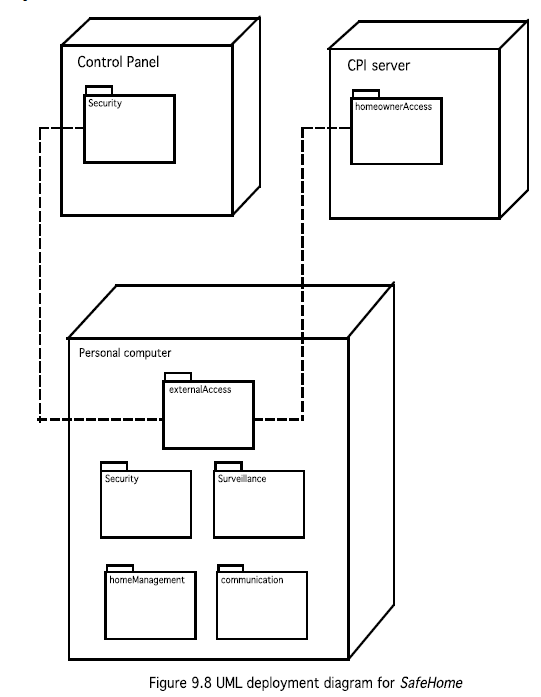 Control Panel
Security
CPI server
homeownerAccess
Personal computer
externalAccess
Security
Surveillance
homeManagement
communication
Figure 9.8 UML deployment diagram for SafeHome